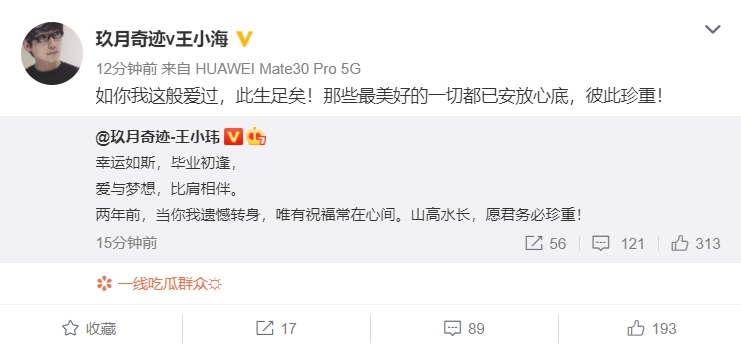 玖月奇迹v王小海
12分钟前 来自 HUAWEI Mate30 Pro 5G
如你我这般爱过，此生足矣！那些最美好的一切都已安放心底，彼此珍重！
@玖月奇迹-王小玮
幸运如斯，毕业初逢，
爱与梦想，比肩相伴。
两年前，当你我遗憾转身，唯有祝福常在心间。山高水长，愿君务必珍重！
15分钟前 56 121 313
一线吃瓜群众
收藏 17 89 193